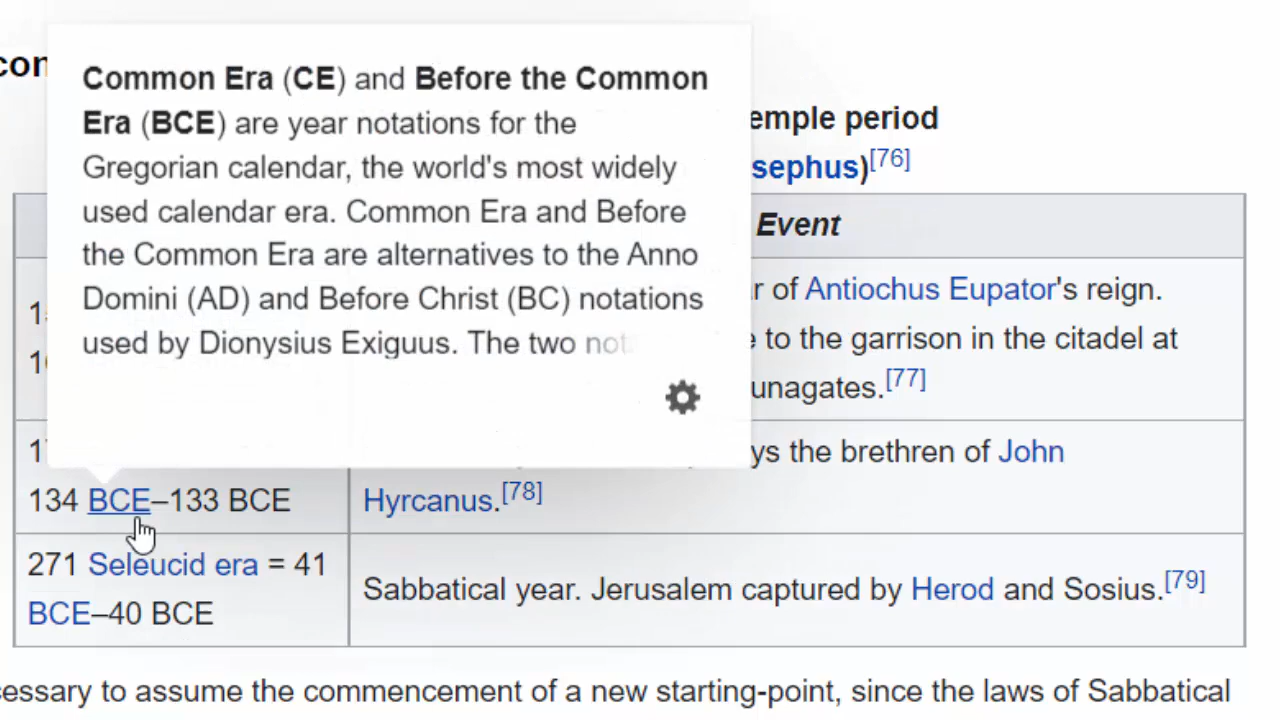 con
Common Era (CE) and Before the Common
Era (BCE) are year notations for the
Gregorian calendar, the world's most widely
used calendar era. Common Era and Before
the Common Era are alternatives to the Anno
Domini (AD) and Before Christ (BC) notations
used by Dionysius Exiguus. The two not
emple period
sephus)[76]
Event
r of Antiochus Eupator's reign.
e to the garrison in the citadel at
unagates.[77]
134 BCE–133 BCE
ys the brethren of John
Hyrcanus.[78]
271 Seleucid era = 41
BCE–40 BCE
Sabbatical year. Jerusalem captured by Herod and Sosius.[79]
cessary to assume the commencement of a new starting-point, since the laws of Sabbatical